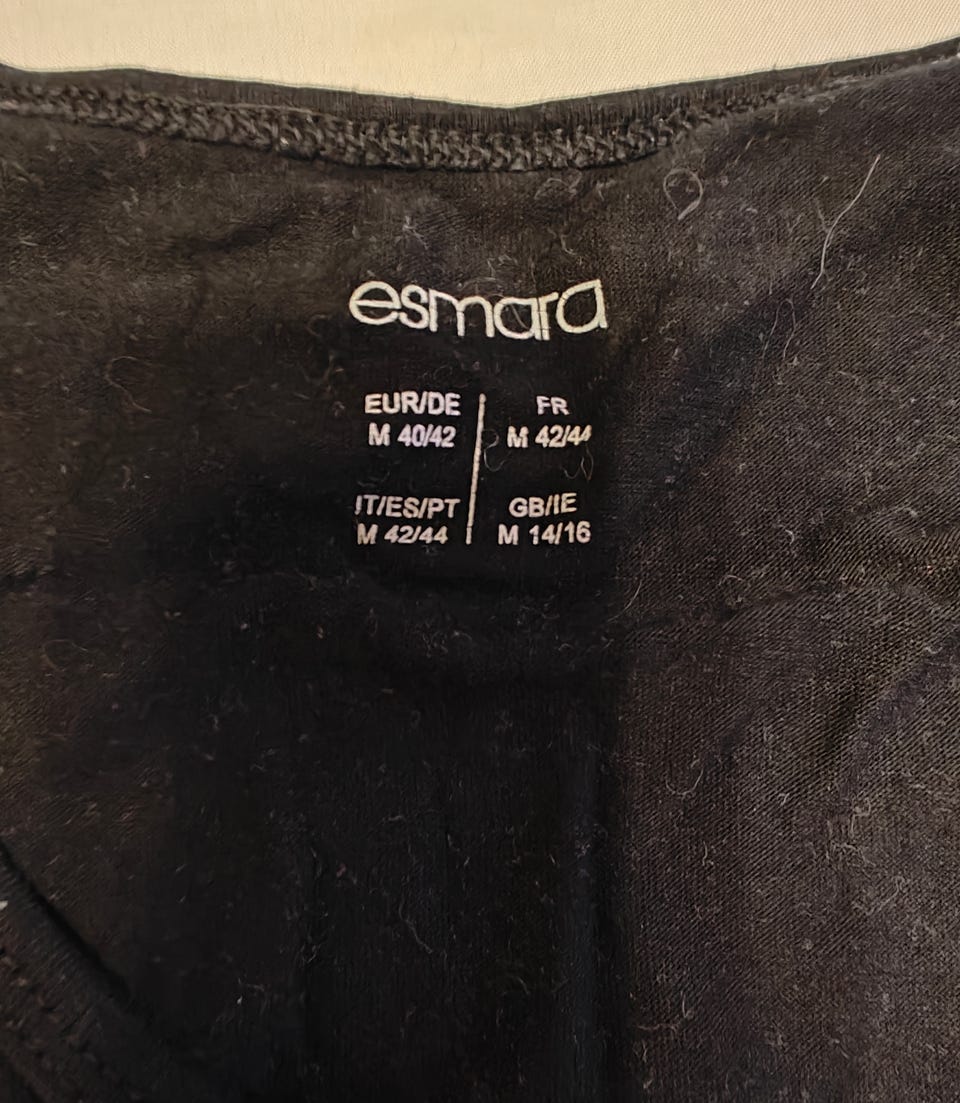 esmara
EUR/DE
M 40/42
FR
M 42/44
IT/ES/PT
M 42/44
GB/IE
M 14/16